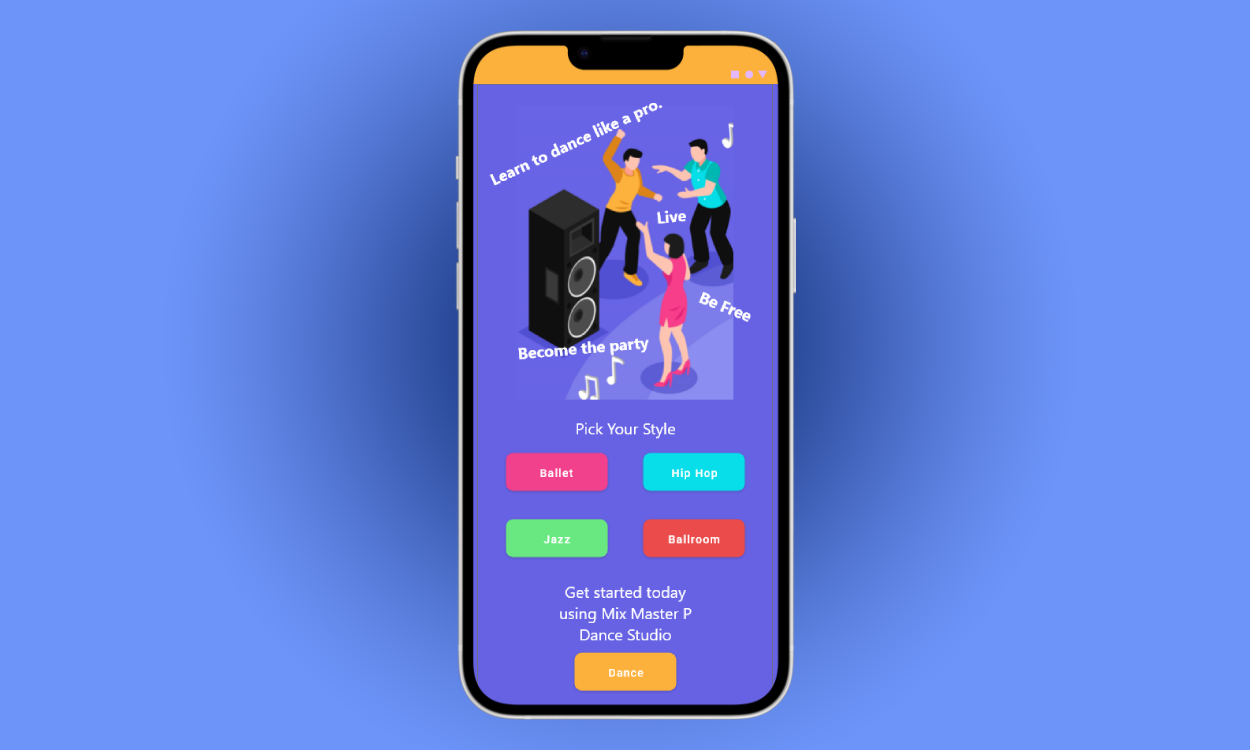 Learn to dance like a pro.
Live
Be Free
Become the party
Pick Your Style
Ballet
Hip Hop
Jazz
Ballroom
Get started today
using Mix Master P
Dance Studio
Dance